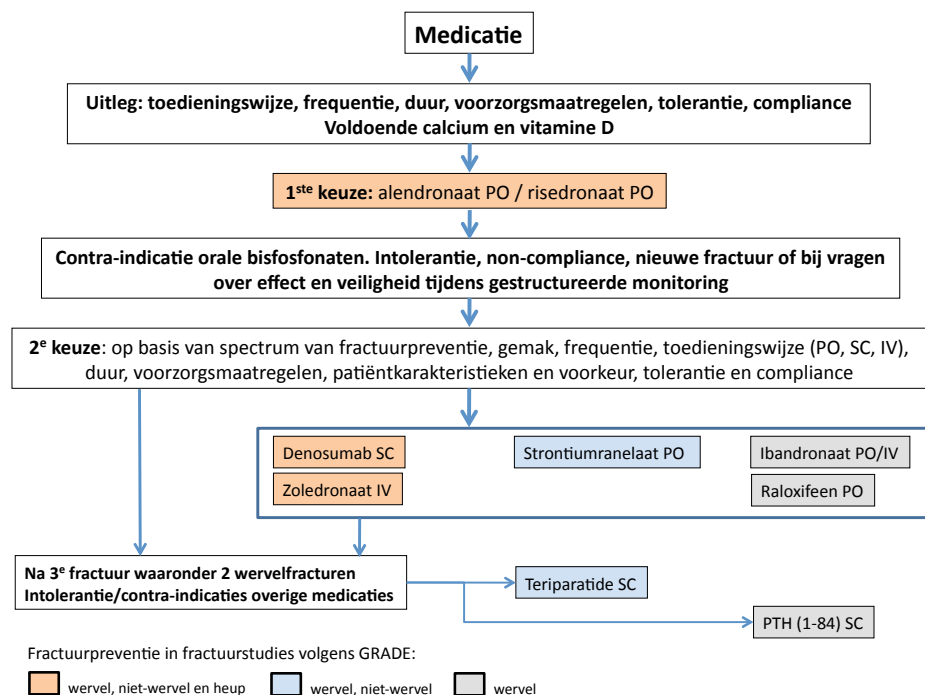 Medicatie
Uitleg: toedieningswijze, frequentie, duur, voorzorgsmaatregelen, tolerantie, compliance
Voldoende calcium en vitamine D
1ste keuze: alendronaat PO / risedronaat PO
Contra-indicatie orale bisfosfonaten. Intolerantie, non-compliance, nieuwe fractuur of bij vragen
over effect en veiligheid tijdens gestructureerde monitoring
2e keuze: op basis van spectrum van fractuurpreventie, gemak, frequentie, toedieningswijze (PO, SC, IV),
duur, voorzorgsmaatregelen, patiëntkarakteristieken en voorkeur, tolerantie en compliance
Denosumab SC
Strontiumranelaat PO
Ibandronaat PO/IV
Zoledronaat IV
Raloxifeen PO
Na 3e fractuur waaronder 2 wervelfracturen
Intolerantie/contra-indicaties overige medicaties
Teriparatide SC
PTH (1-84) SC
Fractuurpreventie in fractuurstudies volgens GRADE:
wervel, niet-wervel en heup
wervel, niet-wervel
wervel